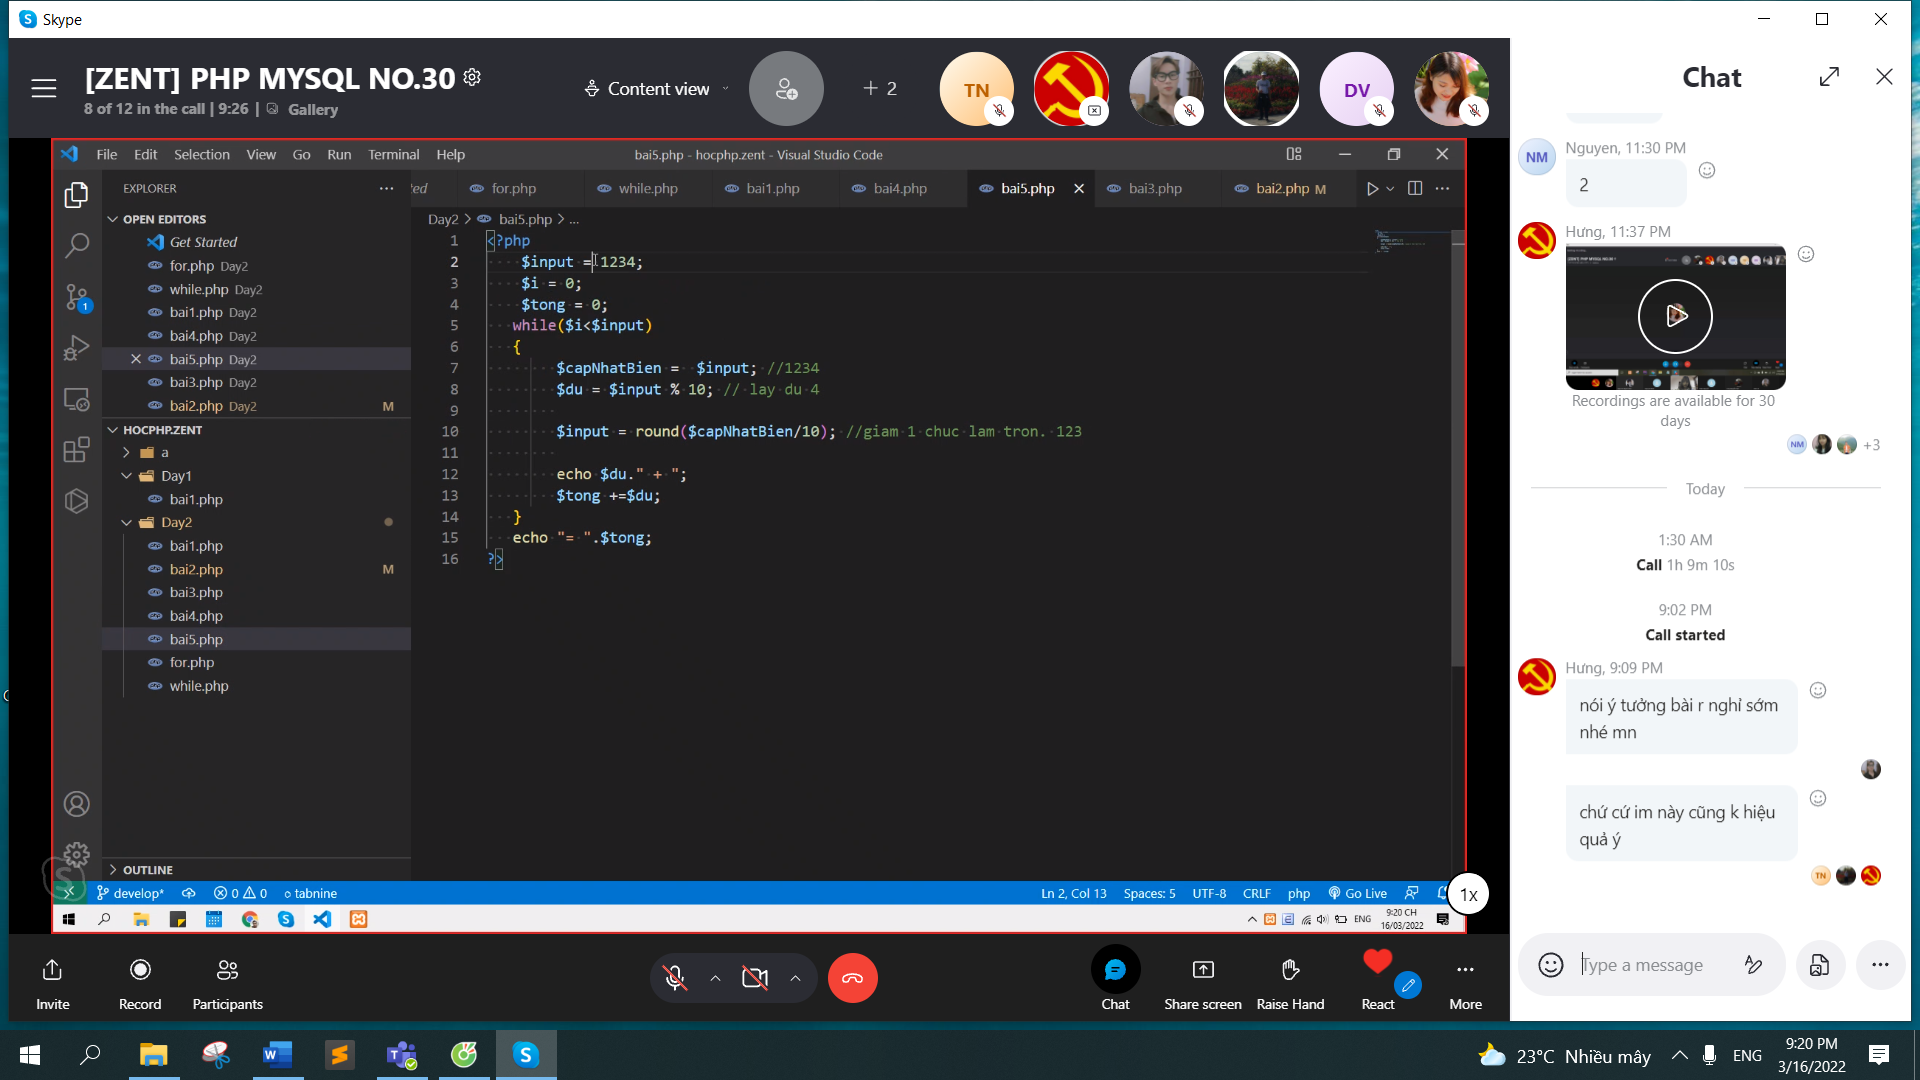 Skype
[ZENT] PHP MYSQL NO.30
8 of 12 in the call | 9:26 | Gallery
Content view
+ 2
TN
DV
File Edit Selection View Go Run Terminal Help
bai5.php - hocphp.zent - Visual Studio Code
EXPLORER
for.php
while.php
bai1.php
bai4.php
bai5.php
bai3.php
bai2.php M
OPEN EDITORS
Get Started
for.php Day2
while.php Day2
bai1.php Day2
bai4.php Day2
bai5.php Day2
bai3.php Day2
bai2.php Day2 M
HOCPHP.ZENT
a
Day1
bai1.php
Day2
bai1.php
bai2.php M
bai3.php
bai4.php
bai5.php
for.php
while.php
OUTLINE
1
Day2 > bai5.php > ...
1 <?php
2 $input = 1234;
3 $i = 0;
4 $tong = 0;
5 while($i<$input)
6 {
7 $capNhatBien = $input; //1234
8 $du = $input % 10; // lay du 4
9
10 $input = round($capNhatBien/10); //giam 1 chuc lam tron. 123
11
12 echo $du." + ";
13 $tong +=$du;
14 }
15 echo "= ".$tong;
16 ?>
develop* 0 0 tabnine
Ln 2, Col 13 Spaces: 5 UTF-8 CRLF php Go Live
1x
ENG
9:20 CH
16/03/2022
Invite
Record
Participants
Chat
Share screen
Raise Hand
React
More
Chat
NM
Nguyen, 11:30 PM
2
Hưng, 11:37 PM
Recordings are available for 30
days
NM +3
Today
1:30 AM
Call 1h 9m 10s
9:02 PM
Call started
Hưng, 9:09 PM
nói ý tưởng bài r nghỉ sớm
nhé mn
chứ cứ im này cũng k hiệu
quả ý
TN
Type a message
23°C Nhiều mây
ENG
9:20 PM
3/16/2022